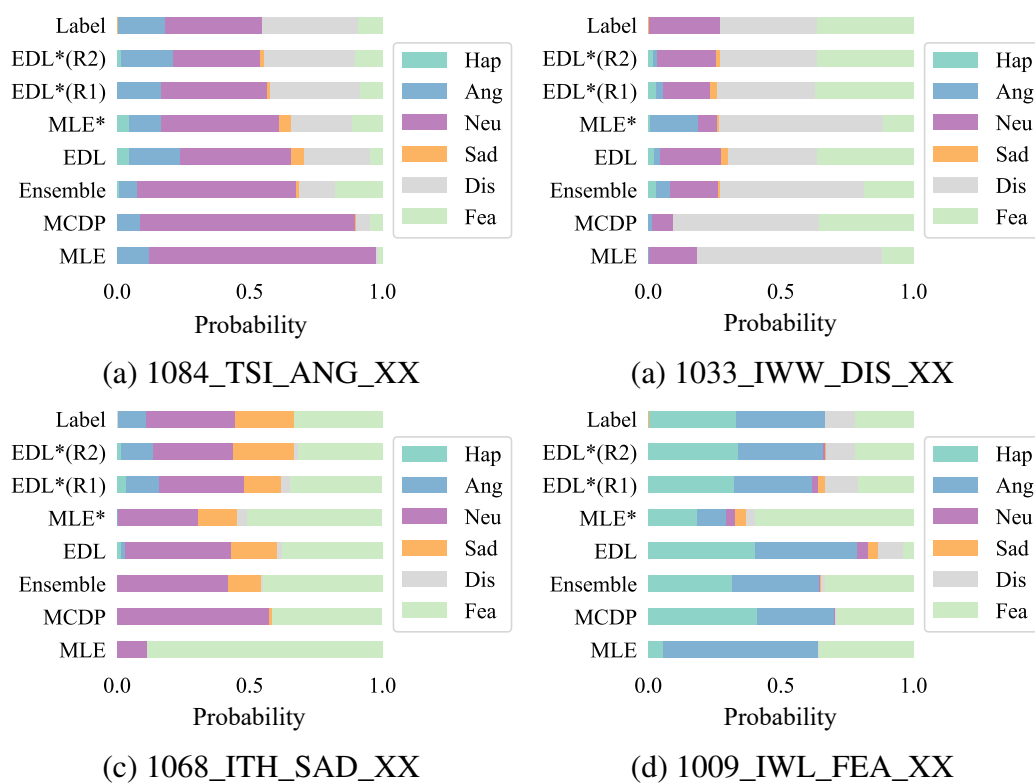 Label
EDL*(R2)
EDL*(R1)
MLE*
EDL
Ensemble
MCDP
MLE
Hap
Ang
Neu
Sad
Dis
Fea
0.0 0.5 1.0
Probability
(a) 1084_TSI_ANG_XX
Label
EDL*(R2)
EDL*(R1)
MLE*
EDL
Ensemble
MCDP
MLE
Hap
Ang
Neu
Sad
Dis
Fea
0.0 0.5 1.0
Probability
(a) 1033_IWW_DIS_XX
Label
EDL*(R2)
EDL*(R1)
MLE*
EDL
Ensemble
MCDP
MLE
Hap
Ang
Neu
Sad
Dis
Fea
0.0 0.5 1.0
Probability
(c) 1068_ITH_SAD_XX
Label
EDL*(R2)
EDL*(R1)
MLE*
EDL
Ensemble
MCDP
MLE
Hap
Ang
Neu
Sad
Dis
Fea
0.0 0.5 1.0
Probability
(d) 1009_IWL_FEA_XX